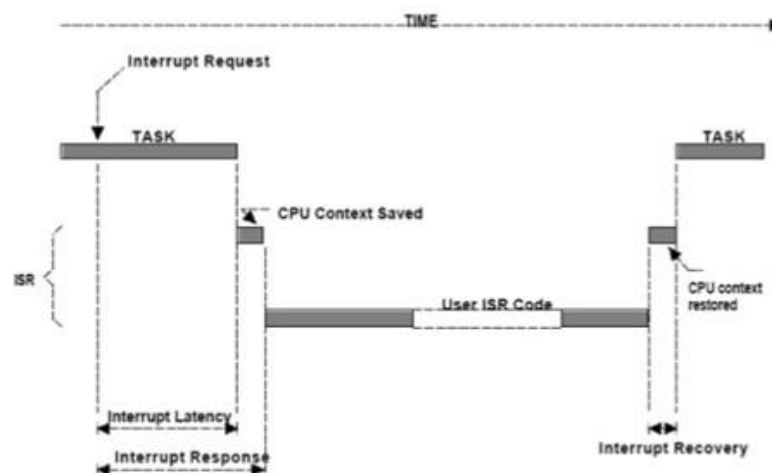 TIME
Interrupt Request
TASK
TASK
CPU Context Saved
ISR
User ISR Code
CPU context
restored
Interrupt Latency
Interrupt Recovery
Interrupt Response